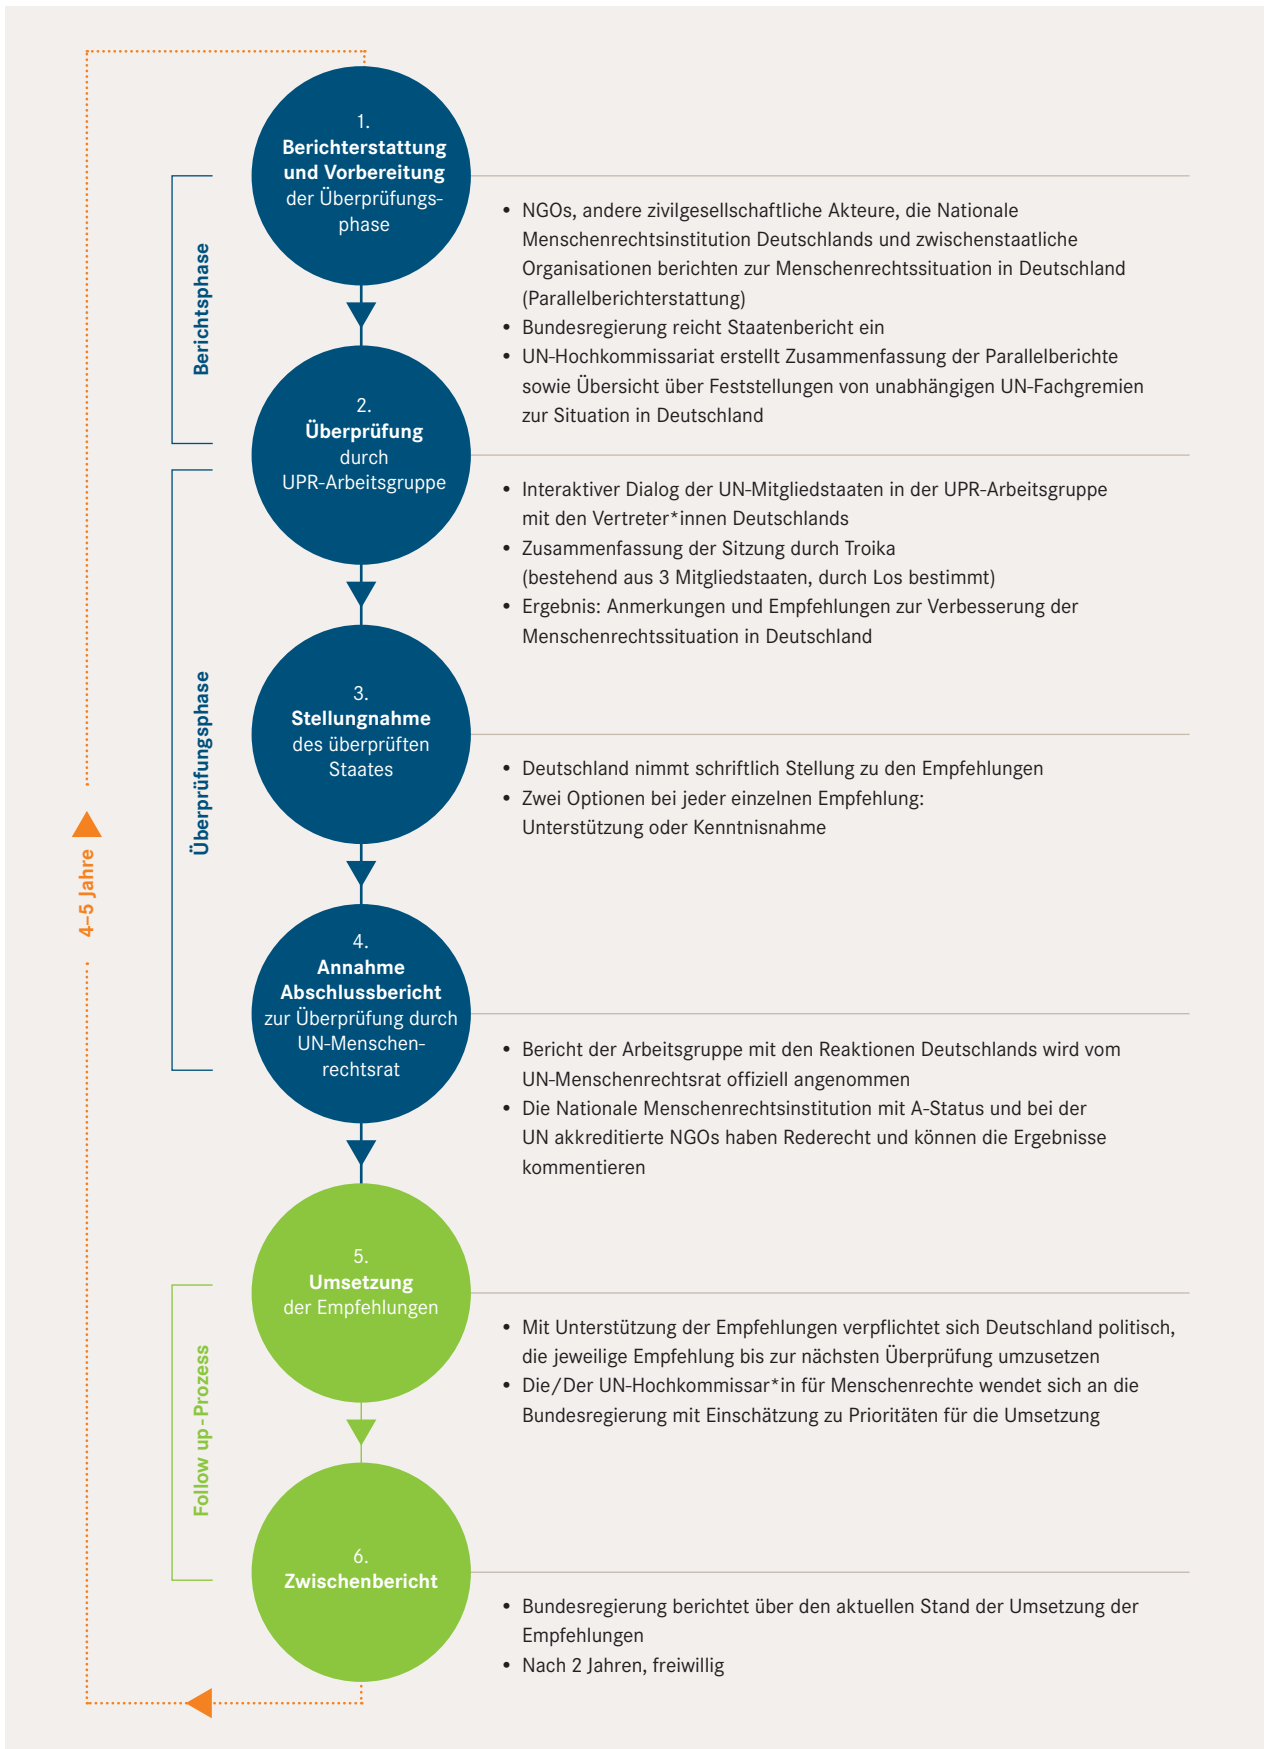 1.
Berichterstattung
und Vorbereitung
der Überprüfungs-
phase
Berichtsphase
• NGOs, andere zivilgesellschaftliche Akteure, die Nationale
Menschenrechtsinstitution Deutschlands und zwischenstaatliche
Organisationen berichten zur Menschenrechtssituation in Deutschland
(Parallelberichterstattung)
• Bundesregierung reicht Staatenbericht ein
• UN-Hochkommissariat erstellt Zusammenfassung der Parallelberichte
sowie Übersicht über Feststellungen von unabhängigen UN-Fachgremien
zur Situation in Deutschland
2.
Überprüfung
durch
UPR-Arbeitsgruppe
• Interaktiver Dialog der UN-Mitgliedstaaten in der UPR-Arbeitsgruppe
mit den Vertreter*innen Deutschlands
• Zusammenfassung der Sitzung durch Troika
(bestehend aus 3 Mitgliedstaaten, durch Los bestimmt)
• Ergebnis: Anmerkungen und Empfehlungen zur Verbesserung der
Menschenrechtssituation in Deutschland
Überprüfungsphase
3.
Stellungnahme
des überprüften
Staates
• Deutschland nimmt schriftlich Stellung zu den Empfehlungen
• Zwei Optionen bei jeder einzelnen Empfehlung:
Unterstützung oder Kenntnisnahme
4–5 Jahre
4.
Annahme
Abschlussbericht
zur Überprüfung durch
UN-Menschen-
rechtsrat
• Bericht der Arbeitsgruppe mit den Reaktionen Deutschlands wird vom
UN-Menschenrechtsrat offiziell angenommen
• Die Nationale Menschenrechtsinstitution mit A-Status und bei der
UN akkreditierte NGOs haben Rederecht und können die Ergebnisse
kommentieren
5.
Umsetzung
der Empfehlungen
• Mit Unterstützung der Empfehlungen verpflichtet sich Deutschland politisch,
die jeweilige Empfehlung bis zur nächsten Überprüfung umzusetzen
• Die/Der UN-Hochkommissar*in für Menschenrechte wendet sich an die
Bundesregierung mit Einschätzung zu Prioritäten für die Umsetzung
Follow up-Prozess
6.
Zwischenbericht
• Bundesregierung berichtet über den aktuellen Stand der Umsetzung der
Empfehlungen
• Nach 2 Jahren, freiwillig